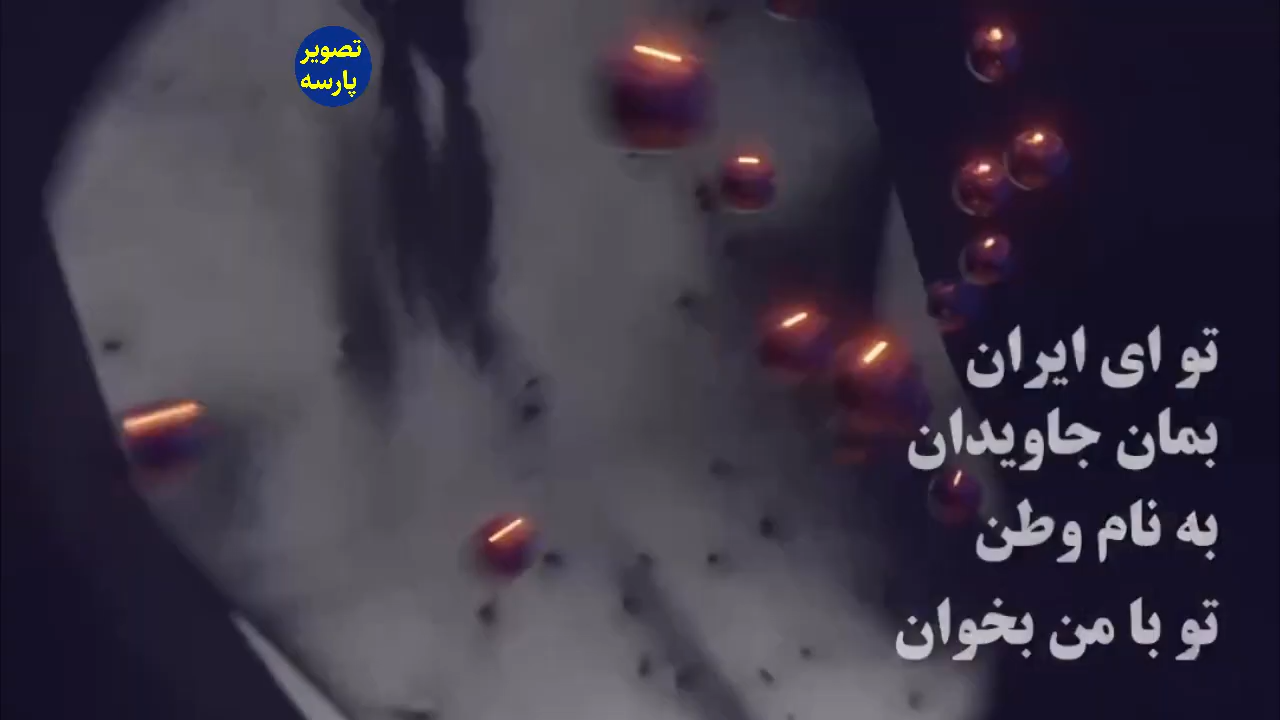 تصویر
پارسه
تو ای ایران
بمان جاویدان
به نام وطن
تو با من بخوان